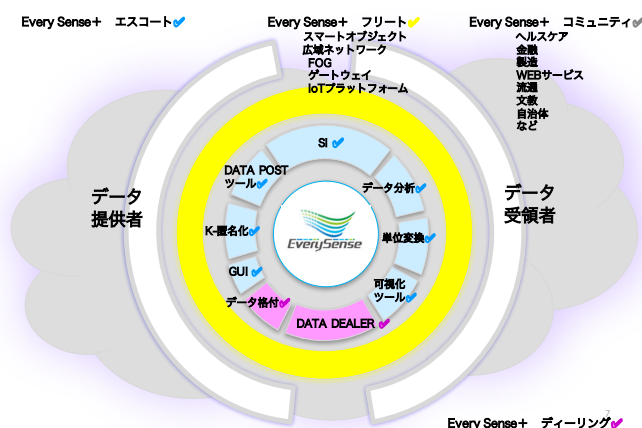 Every Sense+ エスコート✔
Every Sense+ フリート✔
スマートオブジェクト
広域ネットワーク
FOG
ゲートウェイ
IoTプラットフォーム
Every Sense+ コミュニティ✔
ヘルスケア
金融
製造
WEBサービス
流通
文教
自治体
など
データ
提供者
SI ✔
DATA POST
ツール✔
データ分析✔
K-匿名化✔
単位変換✔
GUI ✔
可視化
ツール✔
データ格付✔
DATA DEALER ✔
EverySense
データ
受領者
7
Every Sense+ ディーリング✔